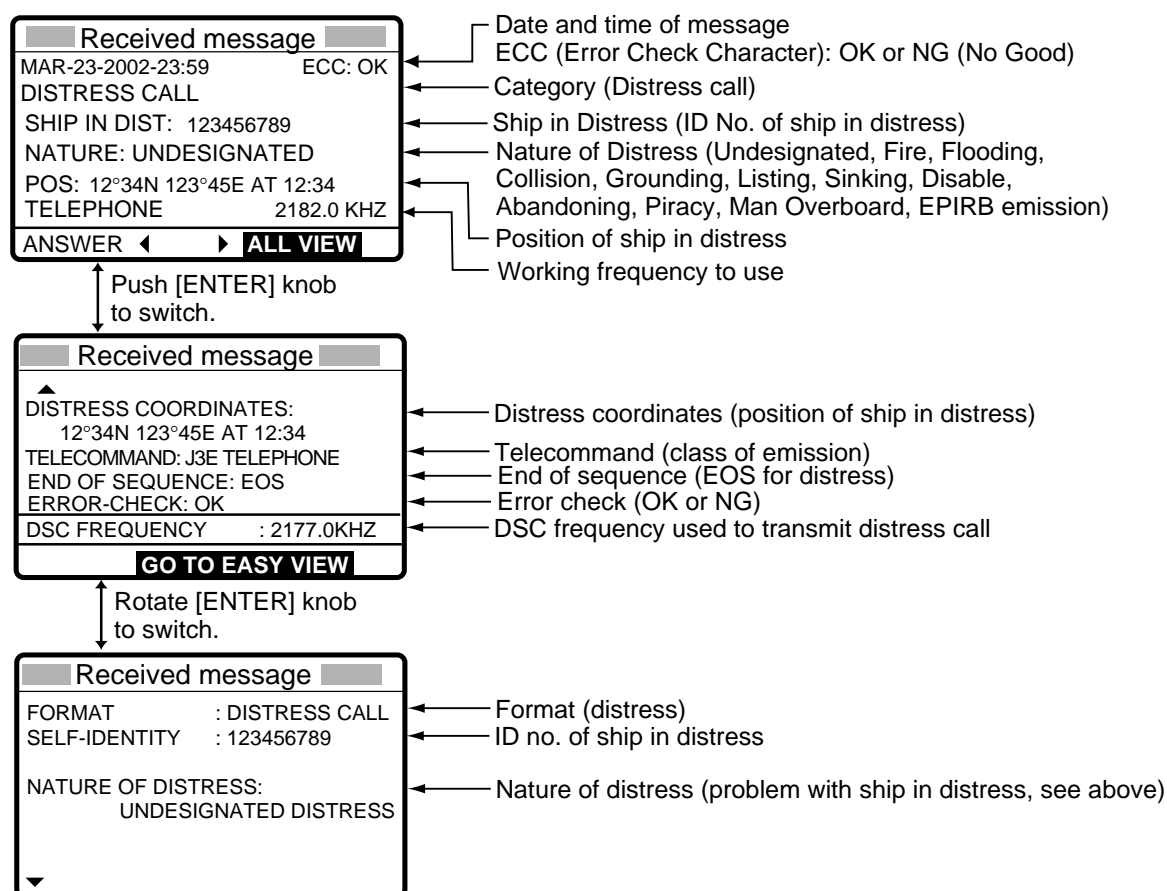 Received message
MAR-23-2002-23:59 ECC: OK
DISTRESS CALL
SHIP IN DIST: 123456789
NATURE: UNDESIGNATED
POS: 12°34N 123°45E AT 12:34
TELEPHONE 2182.0 KHZ
ANSWER ALL VIEW
Date and time of message
ECC (Error Check Character): OK or NG (No Good)
Category (Distress call)
Ship in Distress (ID No. of ship in distress)
Nature of Distress (Undesignated, Fire, Flooding,
Collision, Grounding, Listing, Sinking, Disable,
Abandoning, Piracy, Man Overboard, EPIRB emission)
Position of ship in distress
Working frequency to use
Push [ENTER] knob
to switch.
Received message
DISTRESS COORDINATES:
12°34N 123°45E AT 12:34
TELECOMMAND: J3E TELEPHONE
END OF SEQUENCE: EOS
ERROR-CHECK: OK
DSC FREQUENCY : 2177.0KHZ
GO TO EASY VIEW
Distress coordinates (position of ship in distress)
Telecommand (class of emission)
End of sequence (EOS for distress)
Error check (OK or NG)
DSC frequency used to transmit distress call
Rotate [ENTER] knob
to switch.
Received message
FORMAT : DISTRESS CALL
SELF-IDENTITY : 123456789
NATURE OF DISTRESS:
UNDESIGNATED DISTRESS
Format (distress)
ID no. of ship in distress
Nature of distress (problem with ship in distress, see above)